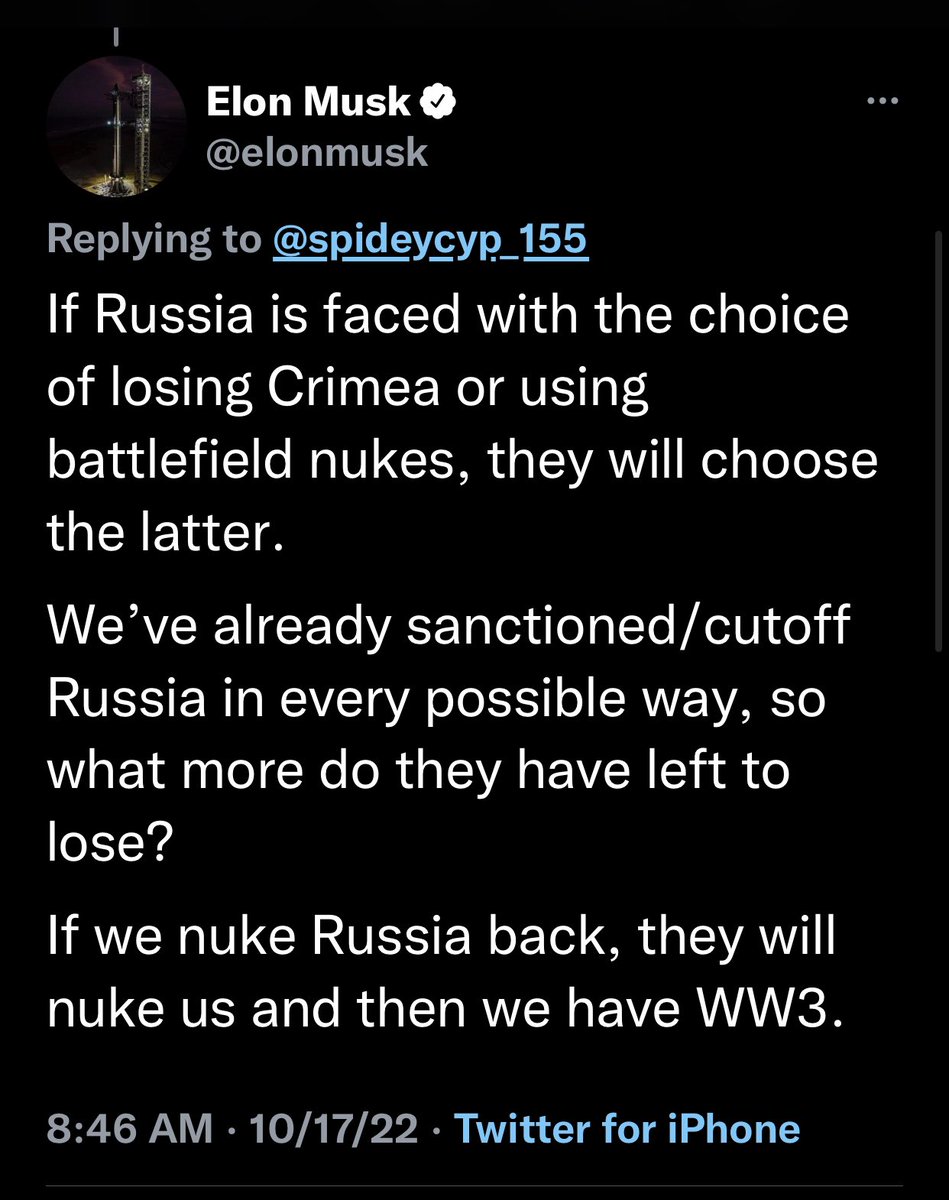 Elon Musk
@elonmusk
Replying to @spideycyp_155
If Russia is faced with the choice
of losing Crimea or using
battlefield nukes, they will choose
the latter.
We’ve already sanctioned/cutoff
Russia in every possible way, so
what more do they have left to
lose?
If we nuke Russia back, they will
nuke us and then we have WW3.
8:46 AM · 10/17/22 · Twitter for iPhone